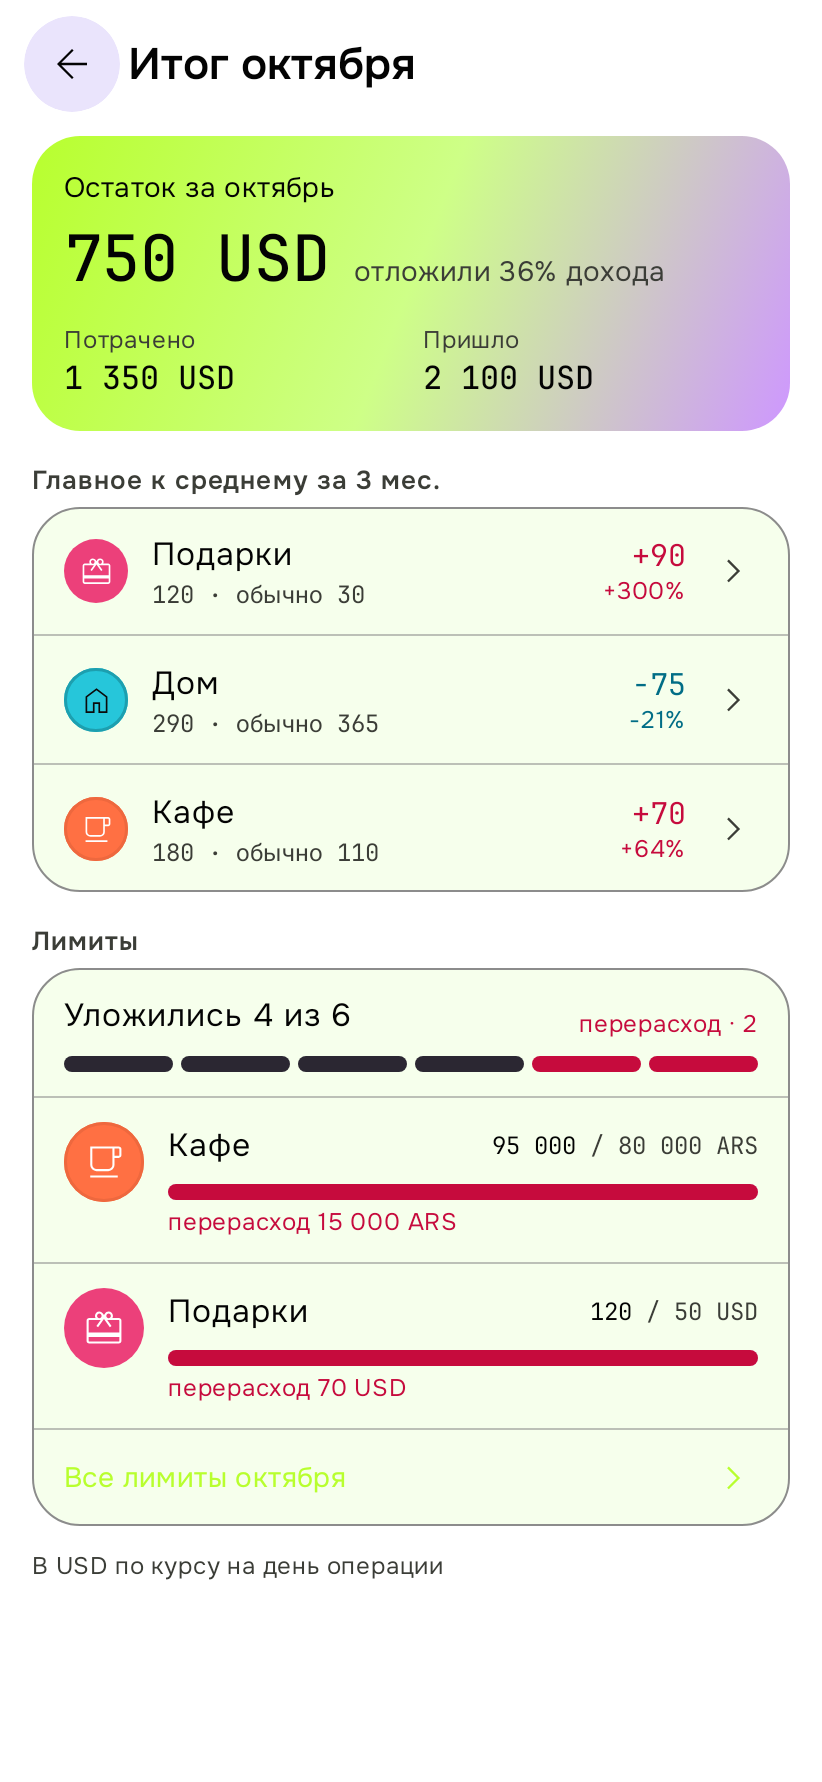 Итог октября
Остаток за октябрь
750 USD отложили 36% дохода
Потрачено Пришло
1 350 USD 2 100 USD
Главное к среднему за 3 мес.
Подарки +90
120 · обычно 30 +300%
Дом -75
290 · обычно 365 -21%
Кафе +70
180 · обычно 110 +64%
Лимиты
Уложились 4 из 6 перерасход · 2
Кафе 95 000 / 80 000 ARS
перерасход 15 000 ARS
Подарки 120 / 50 USD
перерасход 70 USD
Все лимиты октября
В USD по курсу на день операции